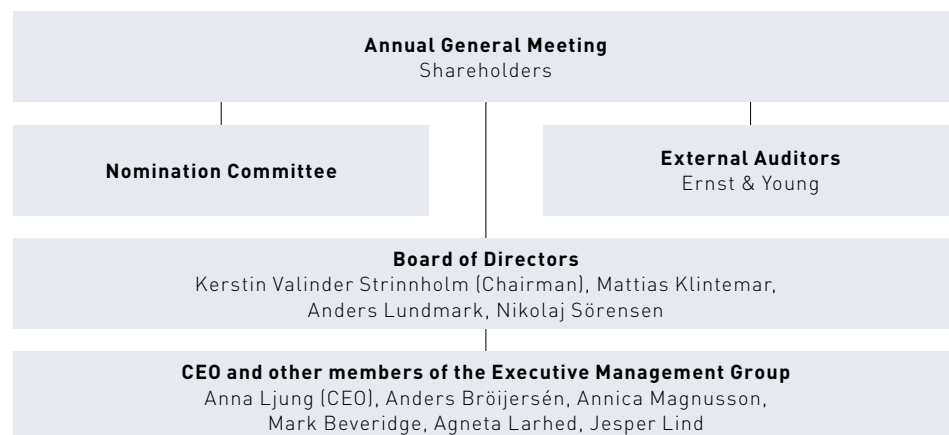 Annual General Meeting
Shareholders
Nomination Committee
External Auditors
Ernst & Young
Board of Directors
Kerstin Valinder Strinnholm (Chairman), Mattias Klintemar,
Anders Lundmark, Nikolaj Sörensen
CEO and other members of the Executive Management Group
Anna Ljung (CEO), Anders Bröijersén, Annica Magnusson,
Mark Beveridge, Agneta Larhed, Jesper Lind